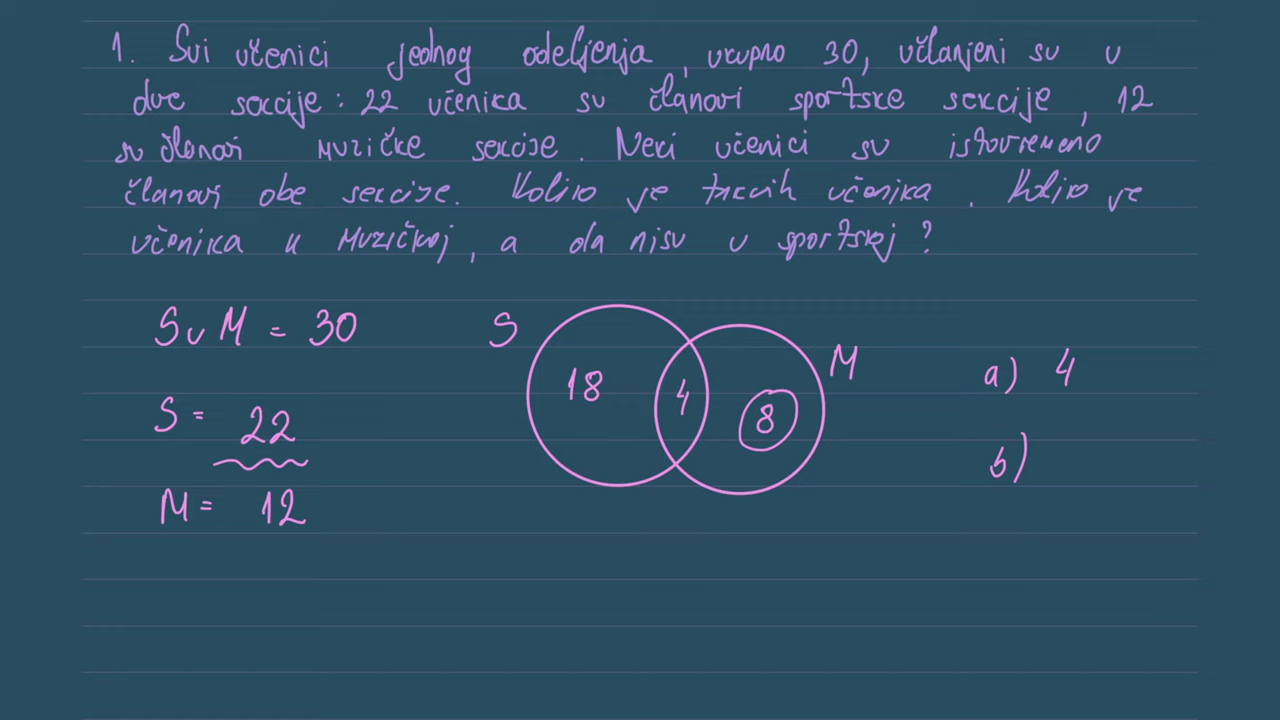 1. Svi učenici jednog odeljenja, ukupno 30, učlanjeni su u
dve sekcije: 22 učenika su članovi sportske sekcije, 12
su članovi muzičke sekcije. Neki učenici su istovremeno
članovi obe sekcije. Koliko je takvih učenika. Koliko je
učenika u muzičkoj, a da nisu u sportskoj?
S ∪ M = 30
S
M
18
4
8
a) 4
S = 22
b)
M = 12